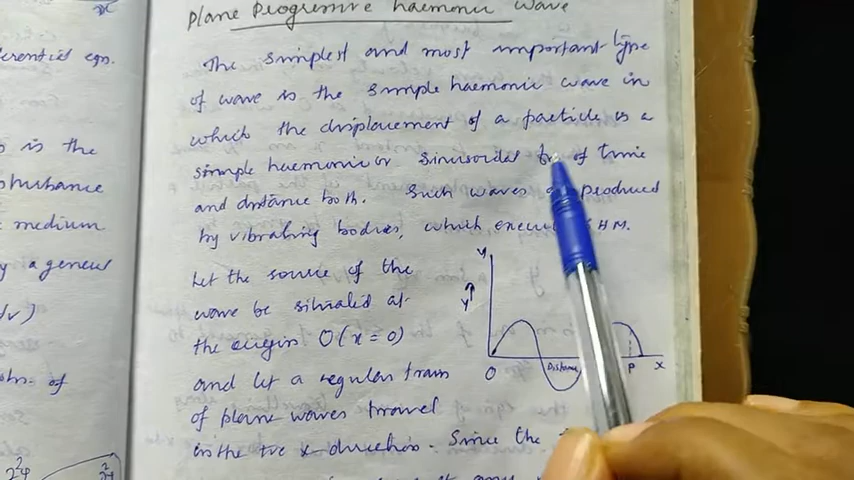 x
erential eqn.
is the
medium
dv)
of
Plane Progressive harmonic wave
The simplest and most important type
of wave is the simple harmonic wave in
which the displacement of a particle is a
simple harmonic or sinusoidal of time
and distance both. Such waves produced
by vibrating bodies, which HM.
Let the source of the
wave be situated at
the origin O(x=0)
and let a regular train
of plane waves travel
in the +ve x-direction. Since the
y
y
O
Distance
P
x